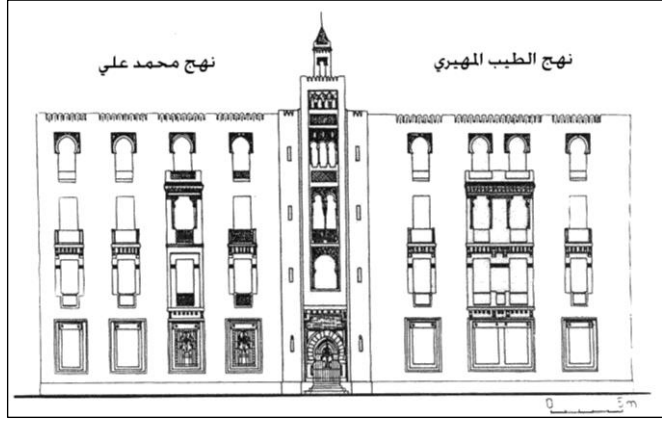 نهج الطيب المهيري
نهج محمد علي
0 5m